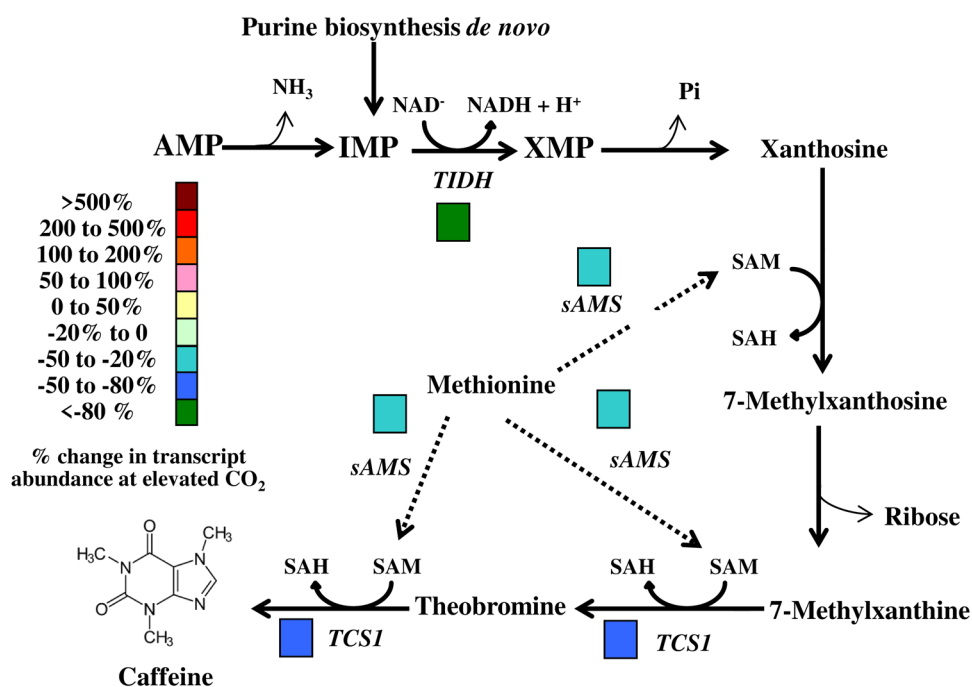 Purine biosynthesis de novo
NH₃
NAD⁻
NADH + H⁺
Pi
AMP
IMP
XMP
Xanthosine
TIDH
>500%
200 to 500%
100 to 200%
50 to 100%
0 to 50%
-20% to 0
-50 to -20%
-50 to -80%
<-80 %
% change in transcript
abundance at elevated CO₂
sAMS
SAM
SAH
Methionine
7-Methylxanthosine
sAMS
sAMS
Ribose
O
CH₃
H₃C
N
N
O
N
N
CH₃
SAH
SAM
SAH
SAM
Theobromine
7-Methylxanthine
TCS1
TCS1
Caffeine